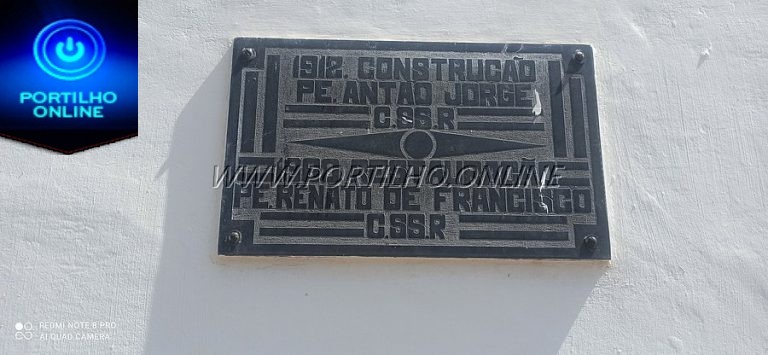 PORTILHO
ONLINE
1912. CONSTRUÇÃO
PE. ANTÃO JORGE
C.SS.R
WWW.PORTILHO.ONLINE
PE. RENATO DE FRANCISCO
C.SS.R
REDMI NOTE 8 PRO
AI QUAD CAMERA